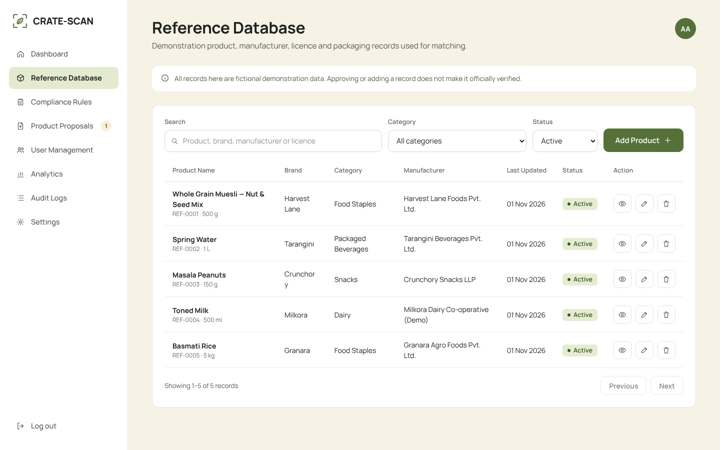 CRATE-SCAN
Dashboard
Reference Database
Compliance Rules
Product Proposals 1
User Management
Analytics
Audit Logs
Settings
Log out
Reference Database
AA
Demonstration product, manufacturer, licence and packaging records used for matching.
All records here are fictional demonstration data. Approving or adding a record does not make it officially verified.
Search
Category
Status
Product, brand, manufacturer or licence
All categories
Active
Add Product +
Product Name Brand Category Manufacturer Last Updated Status Action
Whole Grain Muesli — Nut &
Seed Mix
REF-0001 · 500 g
Harvest
Lane
Food Staples
Harvest Lane Foods Pvt.
Ltd.
01 Nov 2026
Active
Spring Water
REF-0002 · 1 L
Tarangini
Packaged
Beverages
Tarangini Beverages Pvt.
Ltd.
01 Nov 2026
Active
Masala Peanuts
REF-0003 · 150 g
Crunchor
y
Snacks
Crunchory Snacks LLP
01 Nov 2026
Active
Toned Milk
REF-0004 · 500 ml
Milkora
Dairy
Milkora Dairy Co-operative
(Demo)
01 Nov 2026
Active
Basmati Rice
REF-0005 · 5 kg
Granara
Food Staples
Granara Agro Foods Pvt.
Ltd.
01 Nov 2026
Active
Showing 1–5 of 5 records
Previous
Next